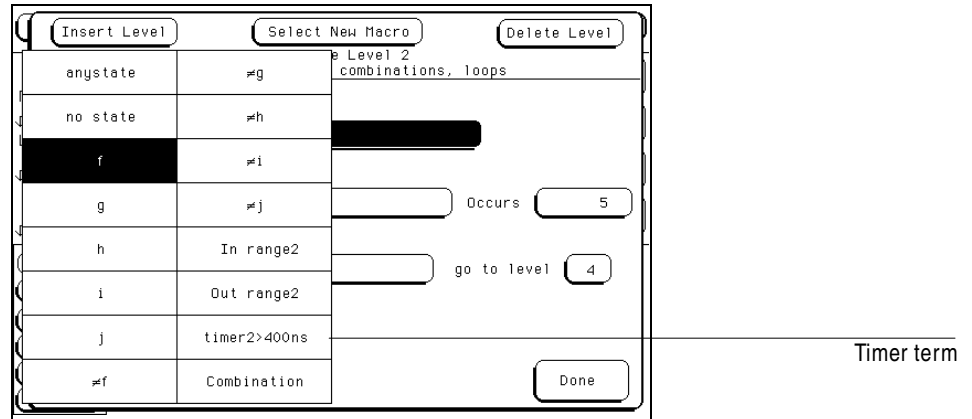 Insert Level Select New Macro Delete Level
e Level 2
combinations, loops
anystate ≠g
no state ≠h
f ≠i
g ≠j
Occurs 5
h In range2
go to level 4
i Out range2
j timer2>400ns
Timer term
≠f Combination
Done